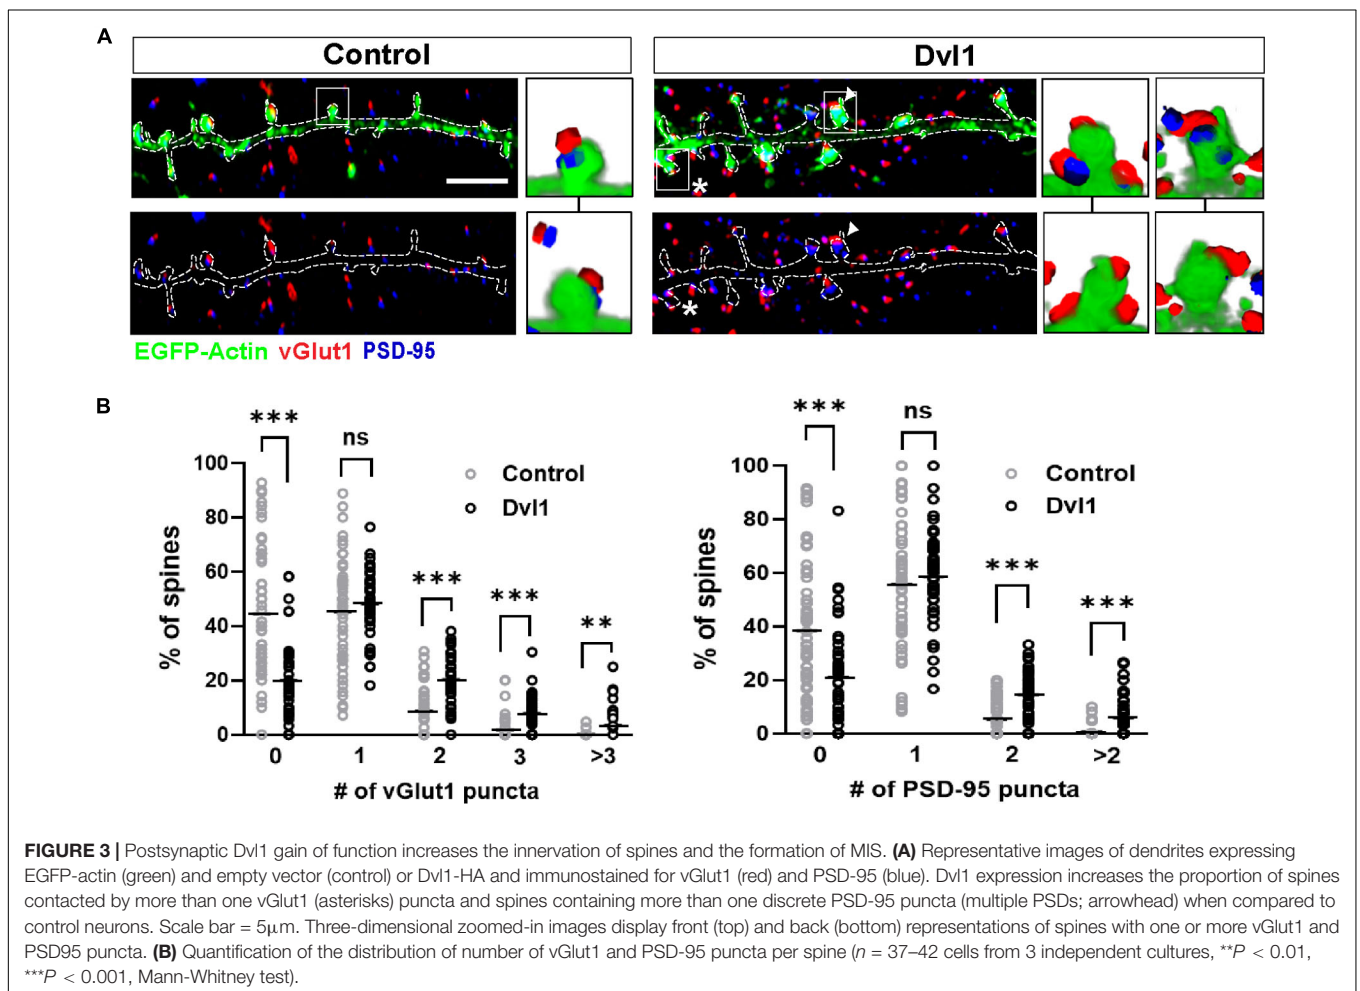 A
Control
Dvl1
*
*
EGFP-Actin vGlut1 PSD-95
B
*** ns *** *** **
100
80
60
40
20
0
% of spines
Control
Dvl1
0 1 2 3 >3
# of vGlut1 puncta
*** ns *** ***
100
80
60
40
20
0
% of spines
Control
Dvl1
0 1 2 >2
# of PSD-95 puncta
FIGURE 3 | Postsynaptic Dvl1 gain of function increases the innervation of spines and the formation of MIS. (A) Representative images of dendrites expressing
EGFP-actin (green) and empty vector (control) or Dvl1-HA and immunostained for vGlut1 (red) and PSD-95 (blue). Dvl1 expression increases the proportion of spines
contacted by more than one vGlut1 (asterisks) puncta and spines containing more than one discrete PSD-95 puncta (multiple PSDs; arrowhead) when compared to
control neurons. Scale bar = 5μm. Three-dimensional zoomed-in images display front (top) and back (bottom) representations of spines with one or more vGlut1 and
PSD95 puncta. (B) Quantification of the distribution of number of vGlut1 and PSD-95 puncta per spine (n = 37–42 cells from 3 independent cultures, **P < 0.01,
***P < 0.001, Mann-Whitney test).